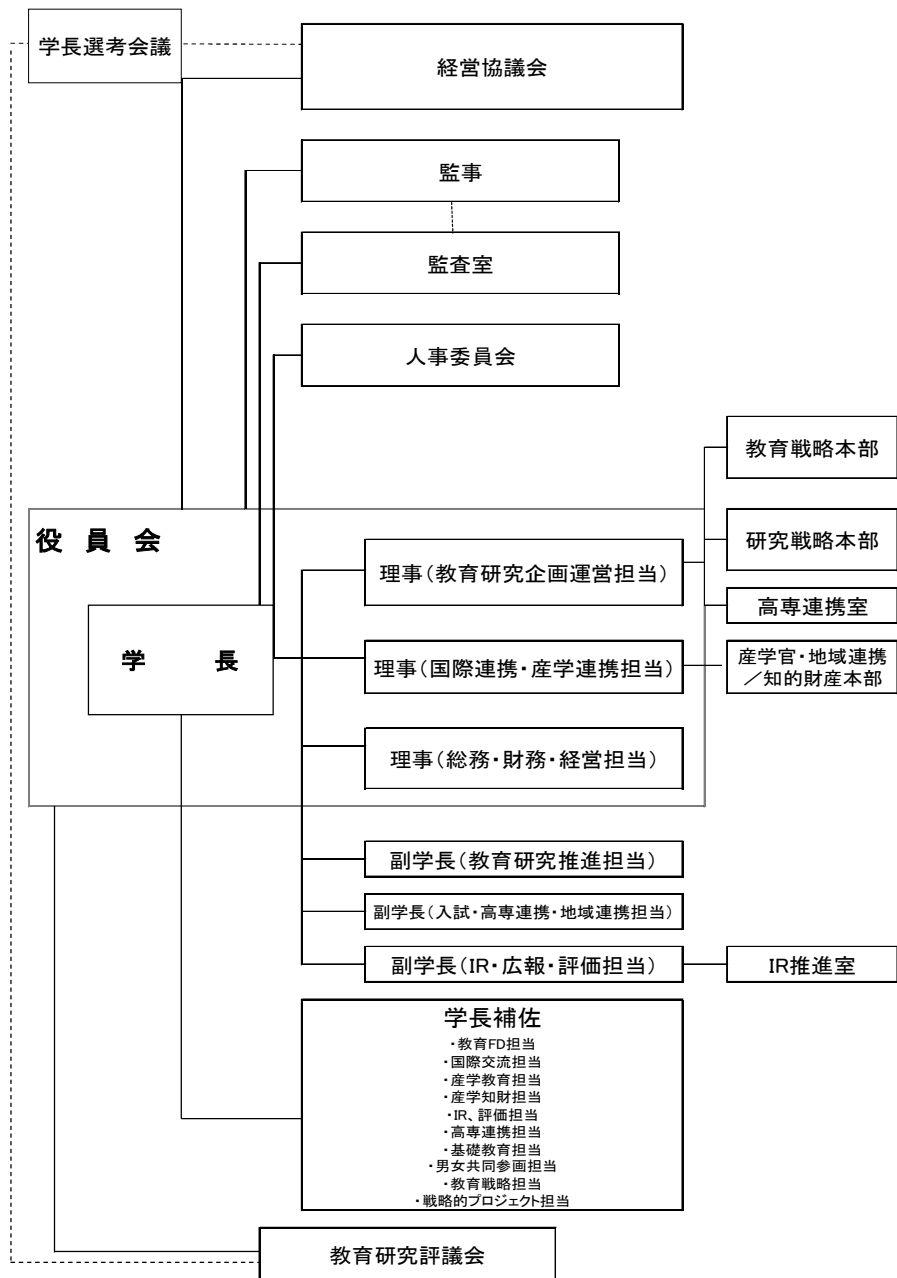 学長選考会議
経営協議会
監事
監査室
人事委員会
教育戦略本部
役 員 会
研究戦略本部
理事(教育研究企画運営担当)
高専連携室
学 長
理事(国際連携・産学連携担当)
産学官・地域連携
／知的財産本部
理事(総務・財務・経営担当)
副学長(教育研究推進担当)
副学長(入試・高専連携・地域連携担当)
副学長(IR・広報・評価担当)
IR推進室
学長補佐
・教育FD担当
・国際交流担当
・産学教育担当
・産学知財担当
・IR、評価担当
・高専連携担当
・基礎教育担当
・男女共同参画担当
・教育戦略担当
・戦略的プロジェクト担当
教育研究評議会